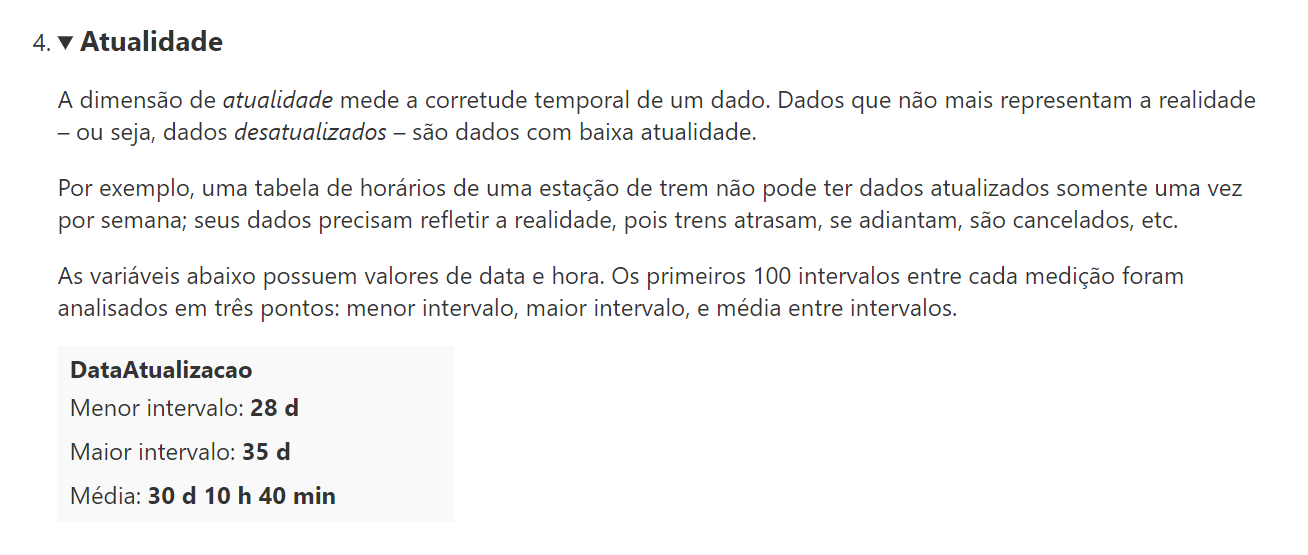 4. ▼ Atualidade
A dimensão de atualidade mede a corretude temporal de um dado. Dados que não mais representam a realidade
– ou seja, dados desatualizados – são dados com baixa atualidade.
Por exemplo, uma tabela de horários de uma estação de trem não pode ter dados atualizados somente uma vez
por semana; seus dados precisam refletir a realidade, pois trens atrasam, se adiantam, são cancelados, etc.
As variáveis abaixo possuem valores de data e hora. Os primeiros 100 intervalos entre cada medição foram
analisados em três pontos: menor intervalo, maior intervalo, e média entre intervalos.
DataAtualizacao
Menor intervalo: 28 d
Maior intervalo: 35 d
Média: 30 d 10 h 40 min